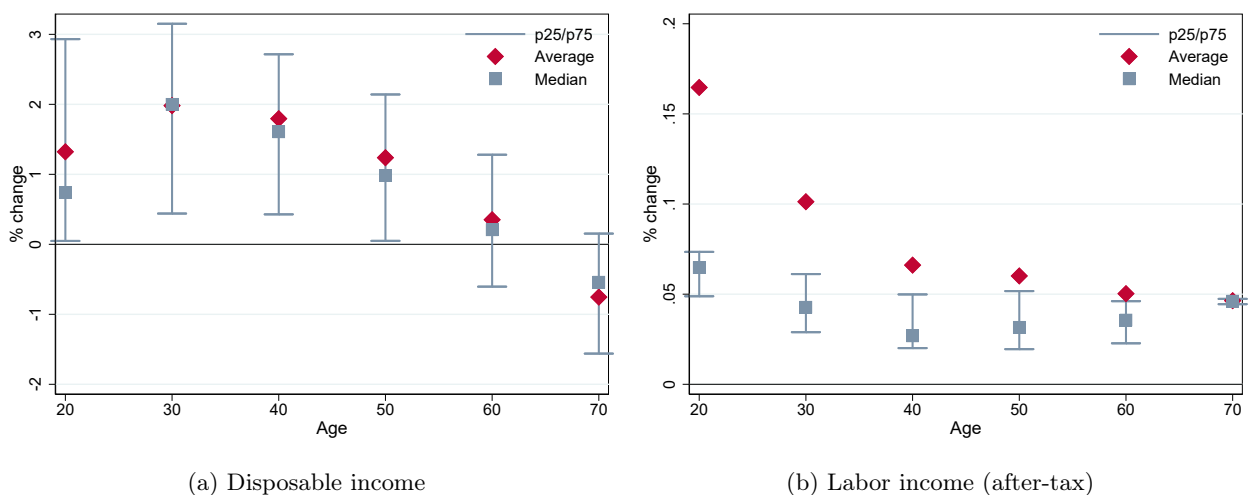 p25/p75
Average
Median
% change
3
2
1
0
-1
-2
20 30 40 50 60 70
Age
(a) Disposable income
p25/p75
Average
Median
% change
.2
.15
.1
.05
0
20 30 40 50 60 70
Age
(b) Labor income (after-tax)